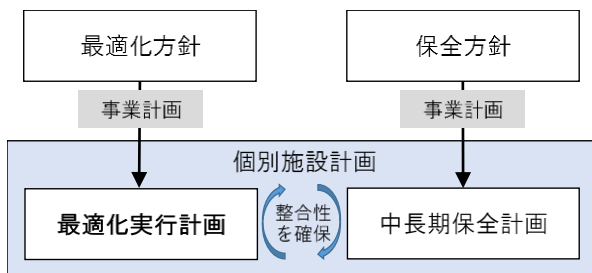 最適化方針
保全方針
事業計画
事業計画
個別施設計画
最適化実行計画
整合性
を確保
中長期保全計画